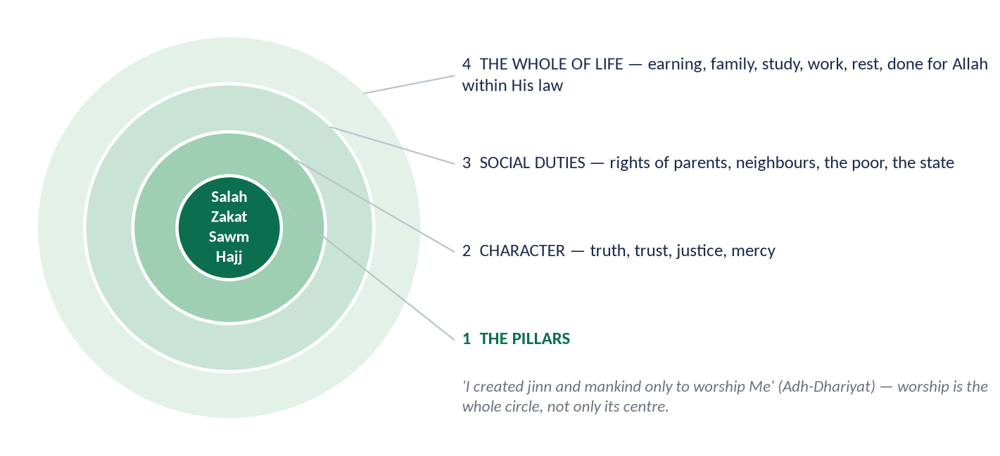 Salah
Zakat
Sawm
Hajj
4 THE WHOLE OF LIFE — earning, family, study, work, rest, done for Allah
within His law
3 SOCIAL DUTIES — rights of parents, neighbours, the poor, the state
2 CHARACTER — truth, trust, justice, mercy
1 THE PILLARS
'I created jinn and mankind only to worship Me' (Adh-Dhariyat) — worship is the
whole circle, not only its centre.